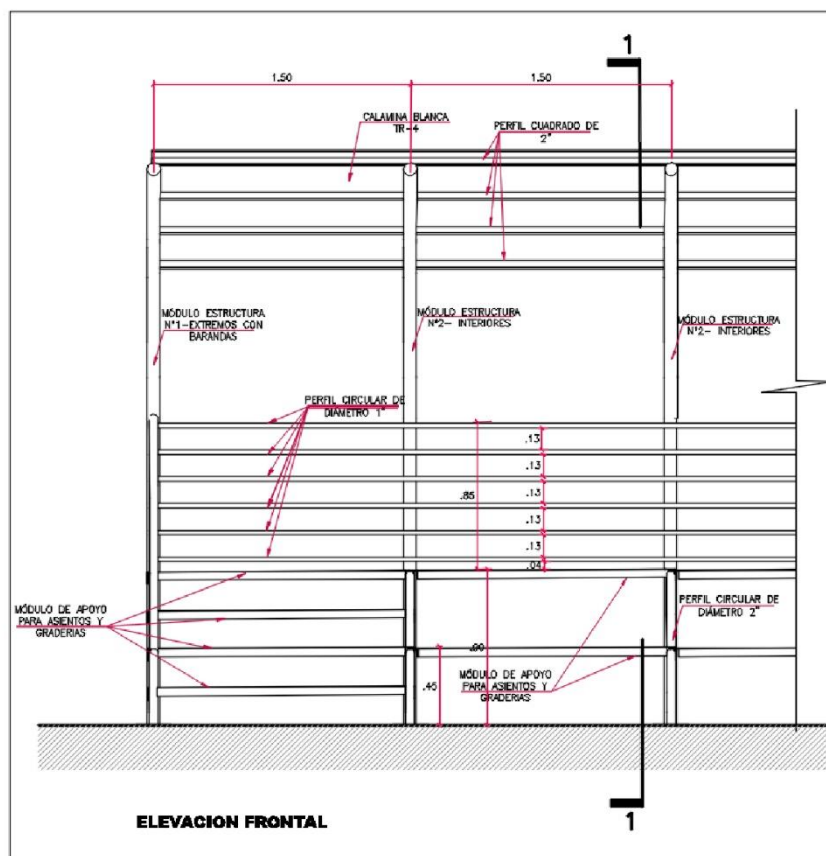 1
1.50
1.50
CALAMINA BLANCA
TR-4
PERFIL CUADRADO DE
2"
MÓDULO ESTRUCTURA
N°1-EXTREMOS CON
BARANDAS
MÓDULO ESTRUCTURA
N°2- INTERIORES
MÓDULO ESTRUCTURA
N°2- INTERIORES
PERFIL CIRCULAR DE
DIÁMETRO 1"
.13
.13
.85
.13
.13
.13
.04
MÓDULO DE APOYO
PARA ASIENTOS Y
GRADERIAS
PERFIL CIRCULAR DE
DIÁMETRO 2"
.90
.45
MÓDULO DE APOYO
PARA ASIENTOS Y
GRADERIAS
ELEVACION FRONTAL
1